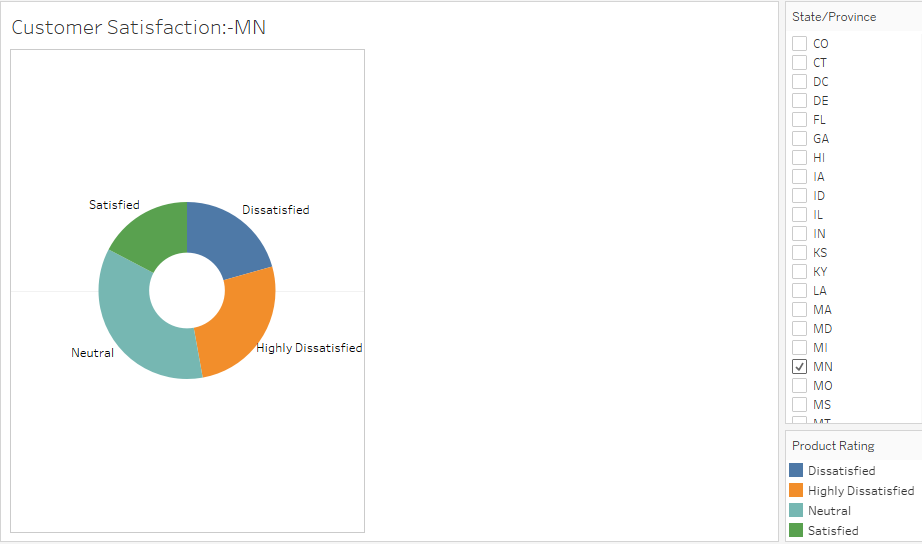 Customer Satisfaction:-MN
Satisfied
Dissatisfied
Neutral
Highly Dissatisfied
State/Province
CO
CT
DC
DE
FL
GA
HI
IA
ID
IL
IN
KS
KY
LA
MA
MD
MI
MN
MO
MS
MT
Product Rating
Dissatisfied
Highly Dissatisfied
Neutral
Satisfied